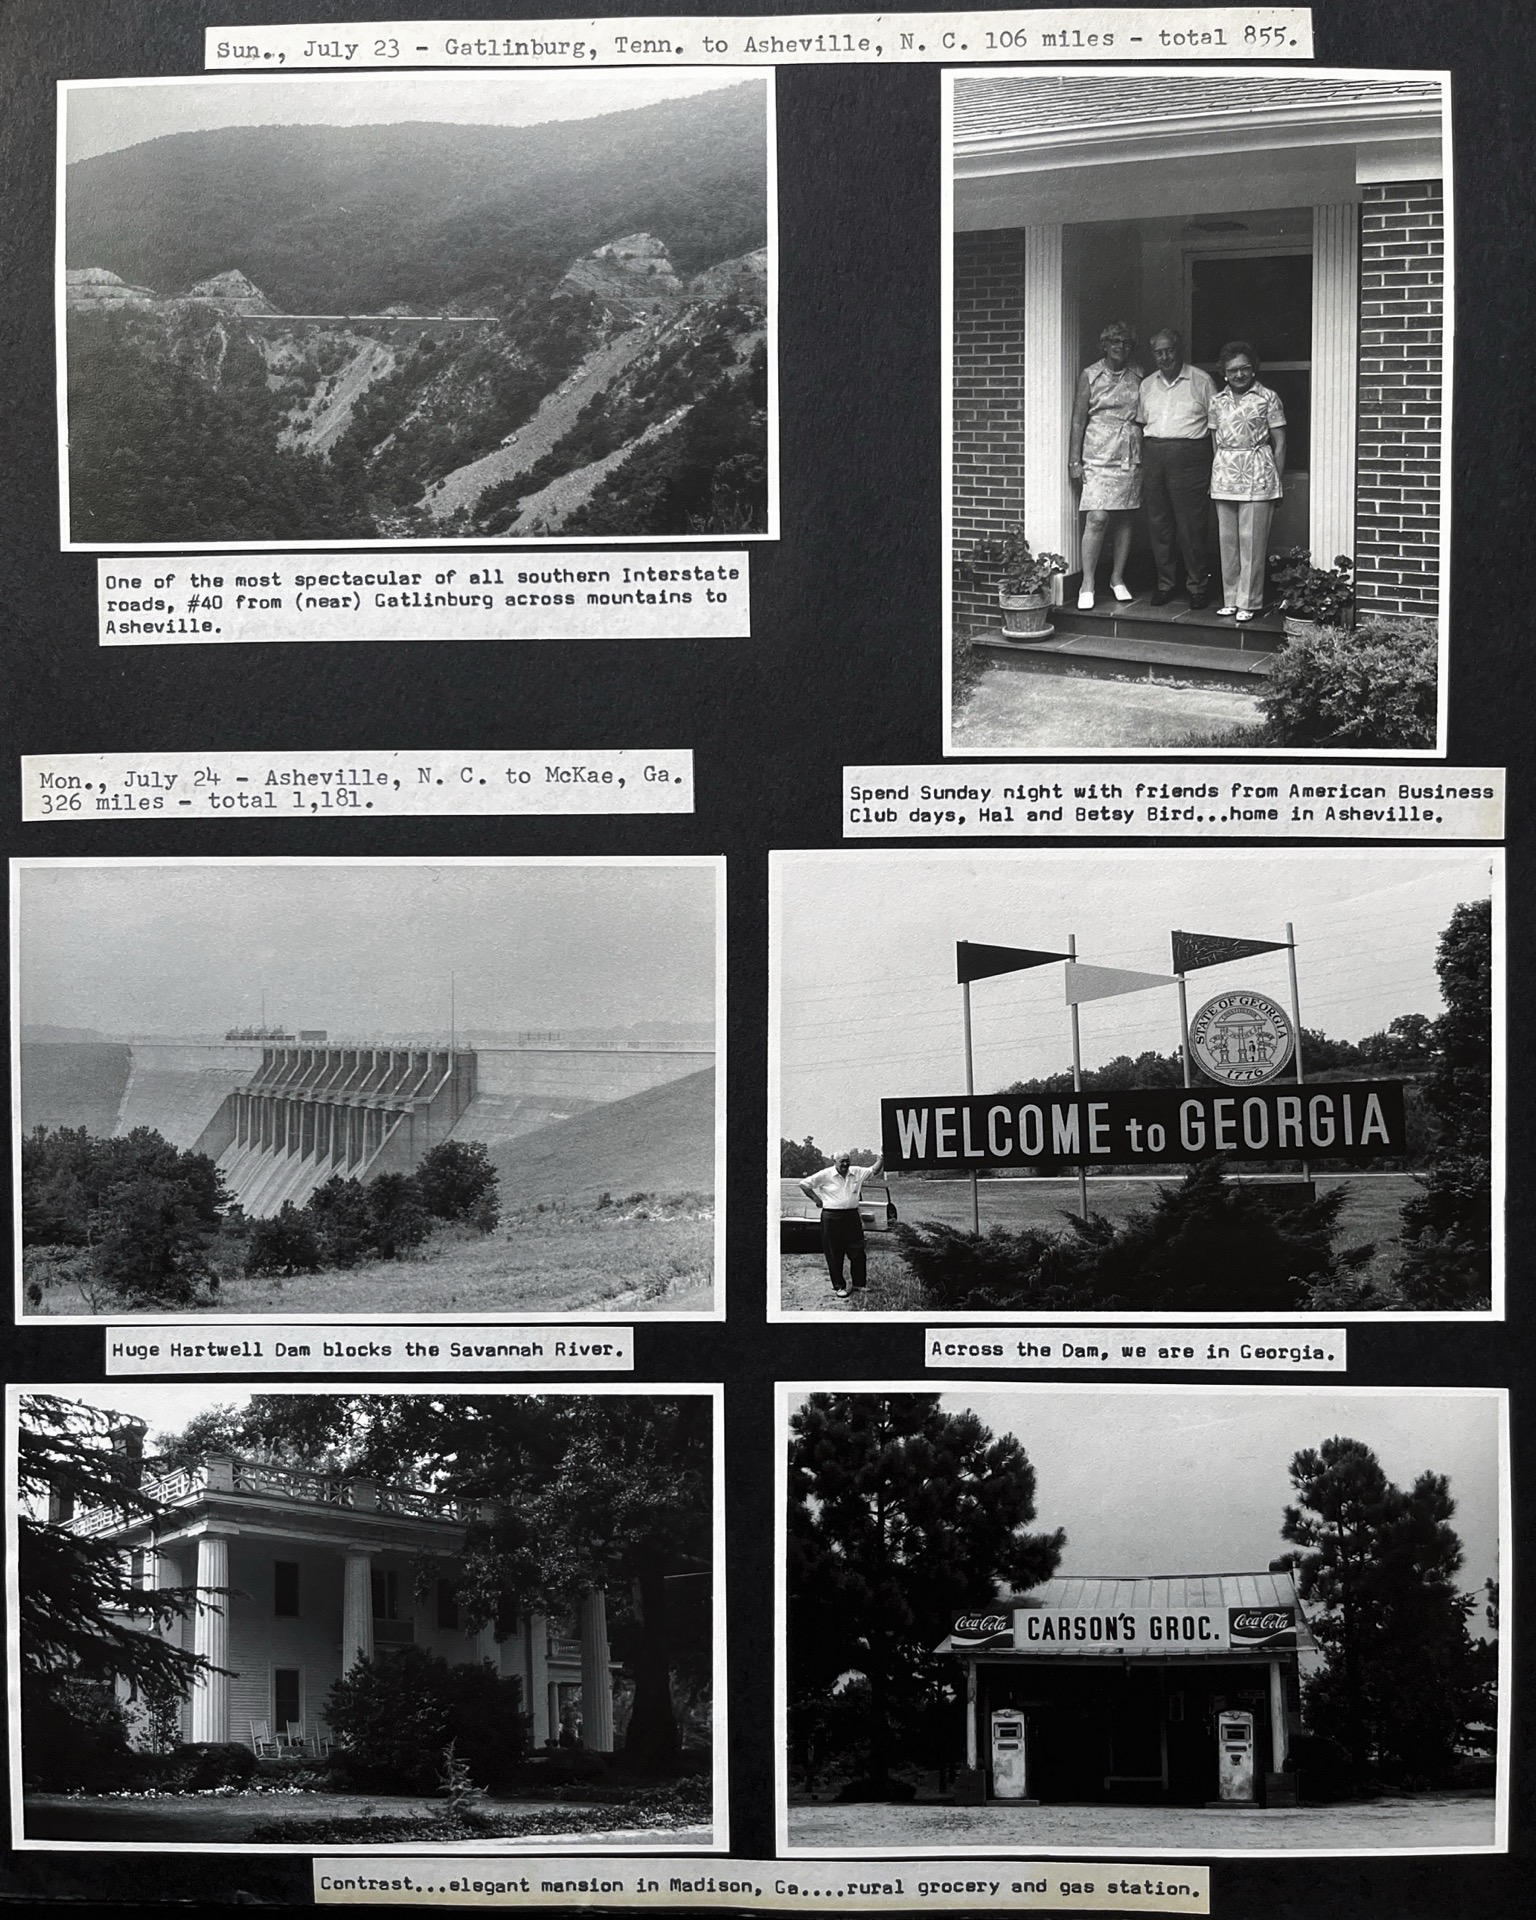 Sun., July 23 - Gatlinburg, Tenn. to Asheville, N. C. 106 miles - total 855.
One of the most spectacular of all southern Interstate
roads, #40 from (near) Gatlinburg across mountains to
Asheville.
Spend Sunday night with friends from American Business
Club days, Hal and Betsy Bird...home in Asheville.
Mon., July 24 - Asheville, N. C. to McKae, Ga.
326 miles - total 1,181.
Huge Hartwell Dam blocks the Savannah River.
STATE OF GEORGIA
CONSTITUTION
1776
WELCOME to GEORGIA
Across the Dam, we are in Georgia.
Coca-Cola
CARSON'S GROC.
Coca-Cola
Contrast...elegant mansion in Madison, Ga....rural grocery and gas station.